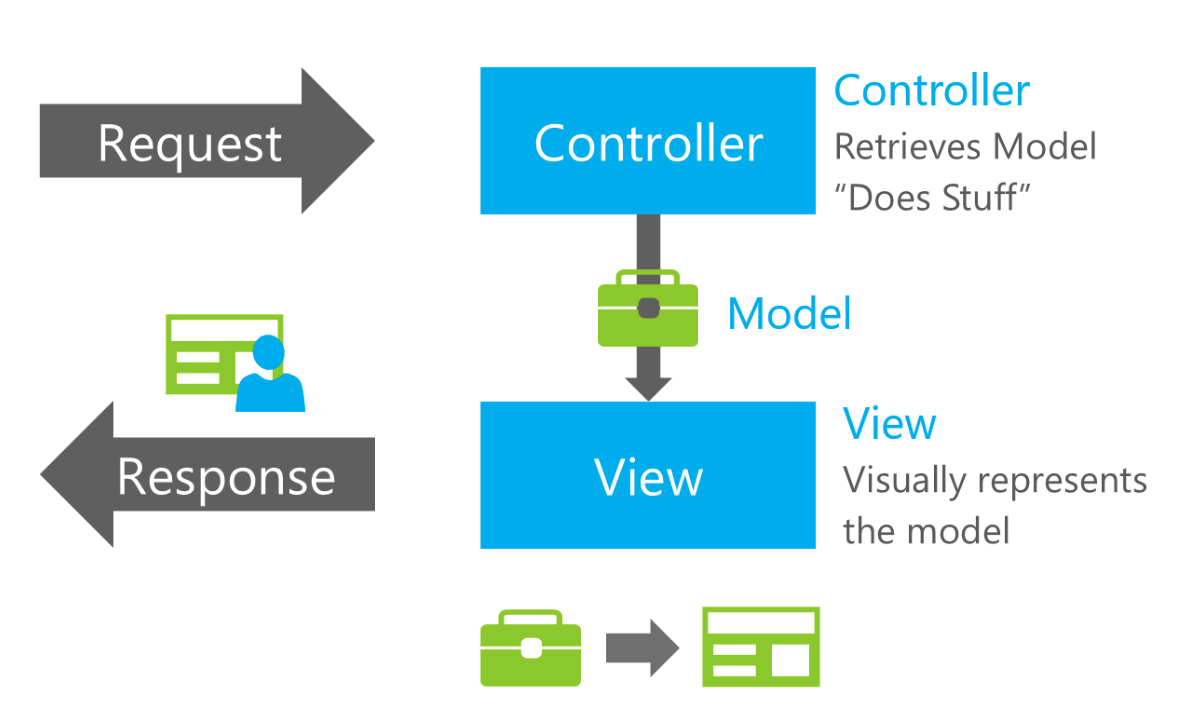 Request
Controller
Controller
Retrieves Model
“Does Stuff”
Model
Response
View
View
Visually represents
the model